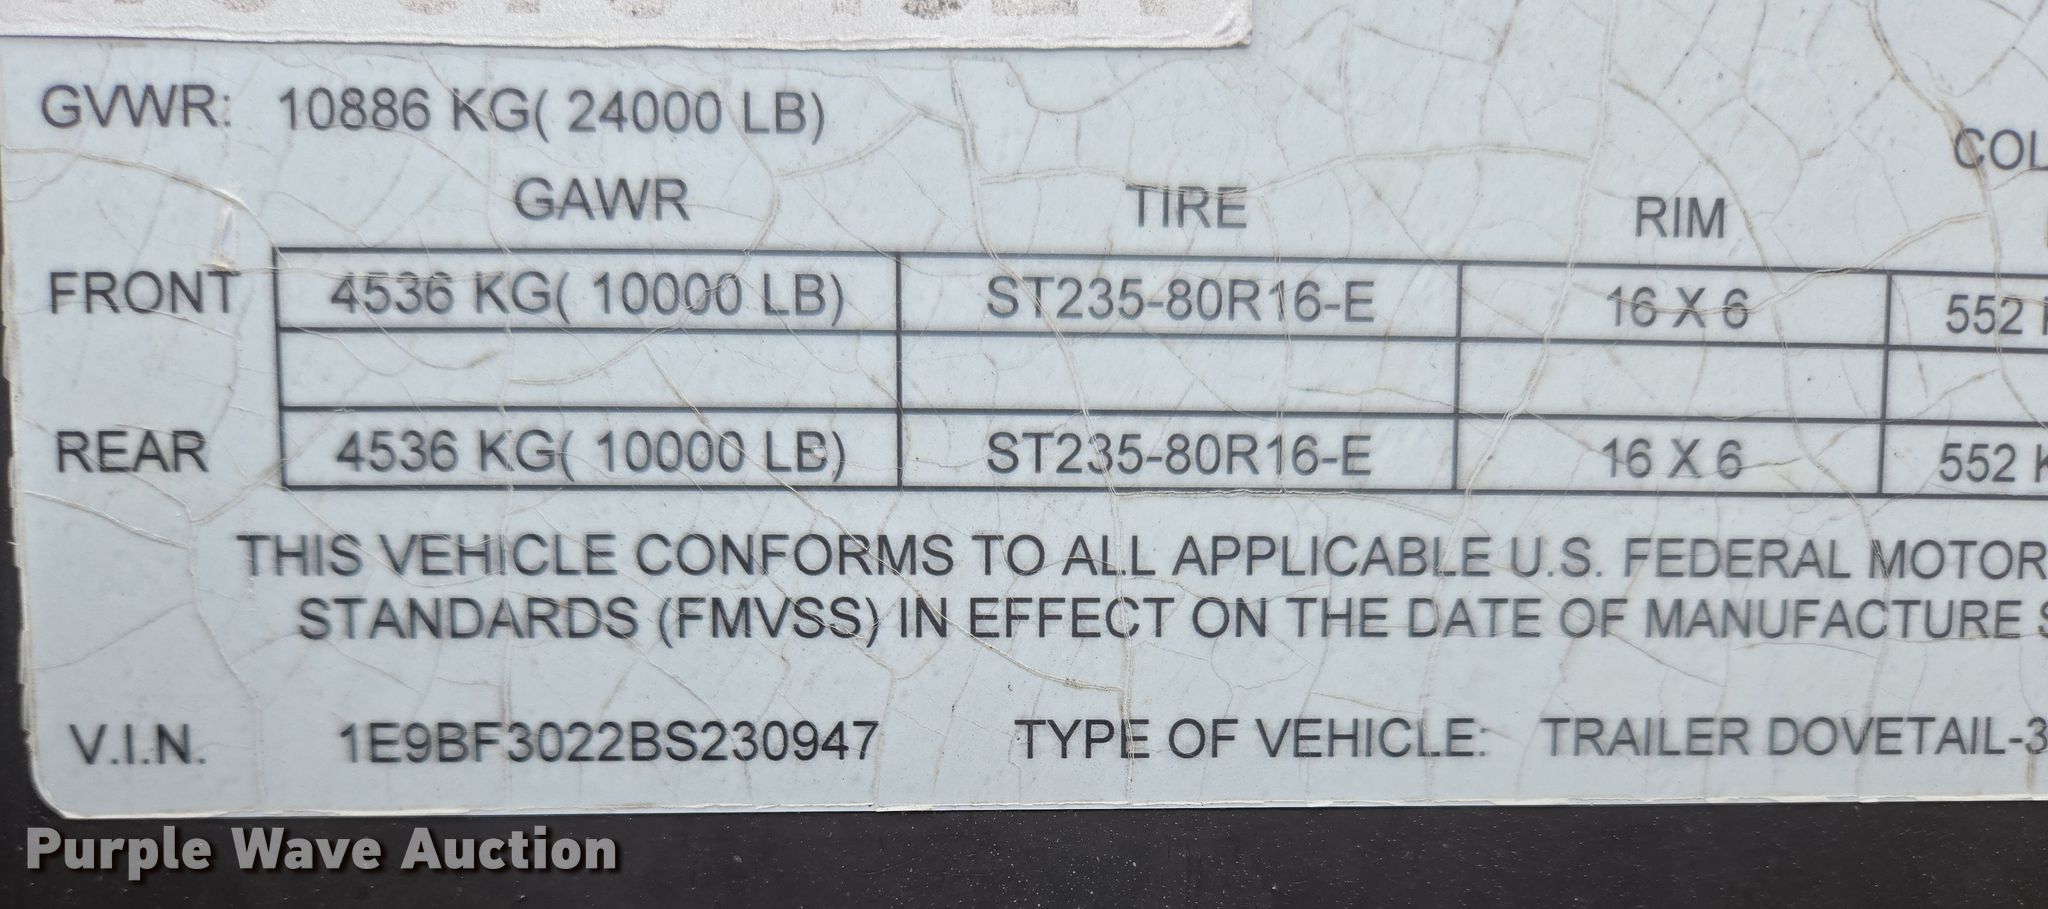 GVWR: 10886 KG( 24000 LB)
COL
GAWR TIRE RIM
FRONT 4536 KG( 10000 LB) ST235-80R16-E 16 X 6 552
REAR 4536 KG( 10000 LB) ST235-80R16-E 16 X 6 552 K
THIS VEHICLE CONFORMS TO ALL APPLICABLE U.S. FEDERAL MOTOR
STANDARDS (FMVSS) IN EFFECT ON THE DATE OF MANUFACTURE S
V.I.N. 1E9BF3022BS230947 TYPE OF VEHICLE: TRAILER DOVETAIL-3
Purple Wave Auction